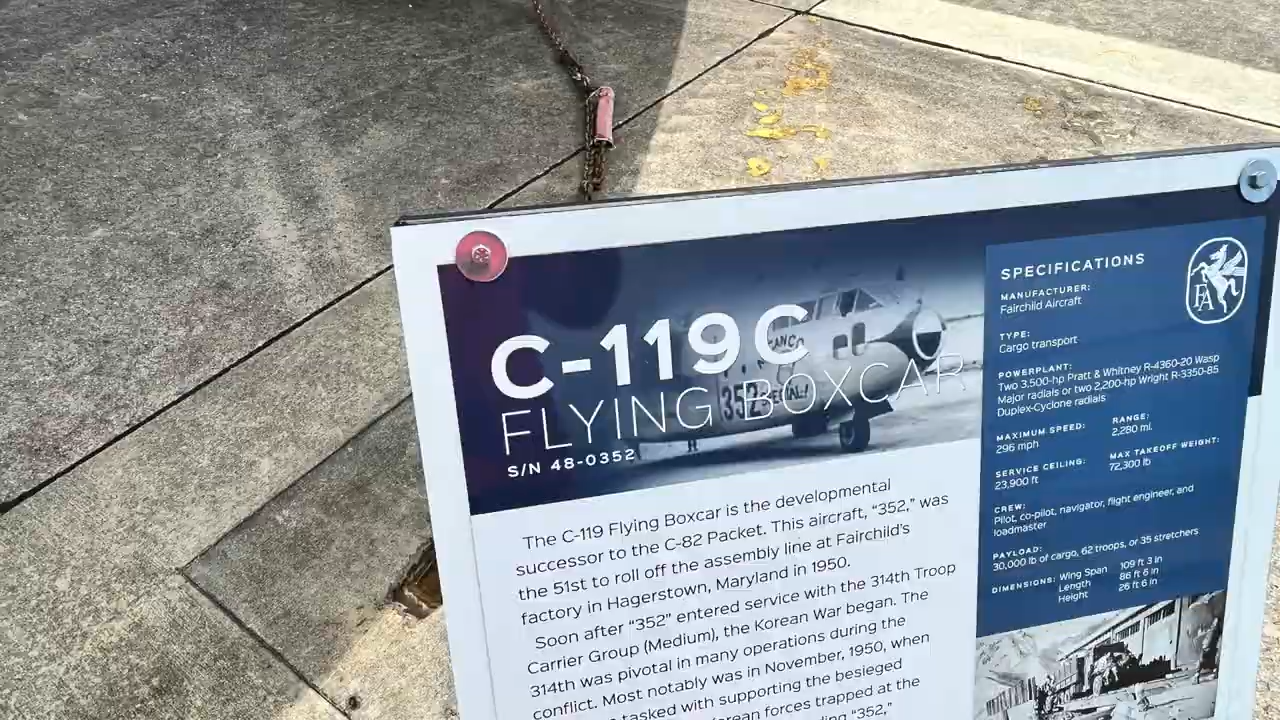 C-119C
FLYING BOXCAR
S/N 48-0352
352
The C-119 Flying Boxcar is the developmental
successor to the C-82 Packet. This aircraft, “352,” was
the 51st to roll off the assembly line at Fairchild’s
factory in Hagerstown, Maryland in 1950.
Soon after “352” entered service with the 314th Troop
Carrier Group (Medium), the Korean War began. The
314th was pivotal in many operations during the
conflict. Most notably was in November, 1950, when
tasked with supporting the besieged
forces trapped at the
“352,”
SPECIFICATIONS
FA
MANUFACTURER:
Fairchild Aircraft
TYPE:
Cargo transport
POWERPLANT:
Two 3,500-hp Pratt & Whitney R-4360-20 Wasp
Major radials or two 2,200-hp Wright R-3350-85
Duplex-Cyclone radials
MAXIMUM SPEED:
296 mph
RANGE:
2,280 mi.
SERVICE CEILING:
23,900 ft
MAX TAKEOFF WEIGHT:
72,300 lb
CREW:
Pilot, co-pilot, navigator, flight engineer, and
loadmaster
PAYLOAD:
30,000 lb of cargo, 62 troops, or 35 stretchers
DIMENSIONS: Wing Span 109 ft 3 in
Length 86 ft 6 in
Height 26 ft 6 in